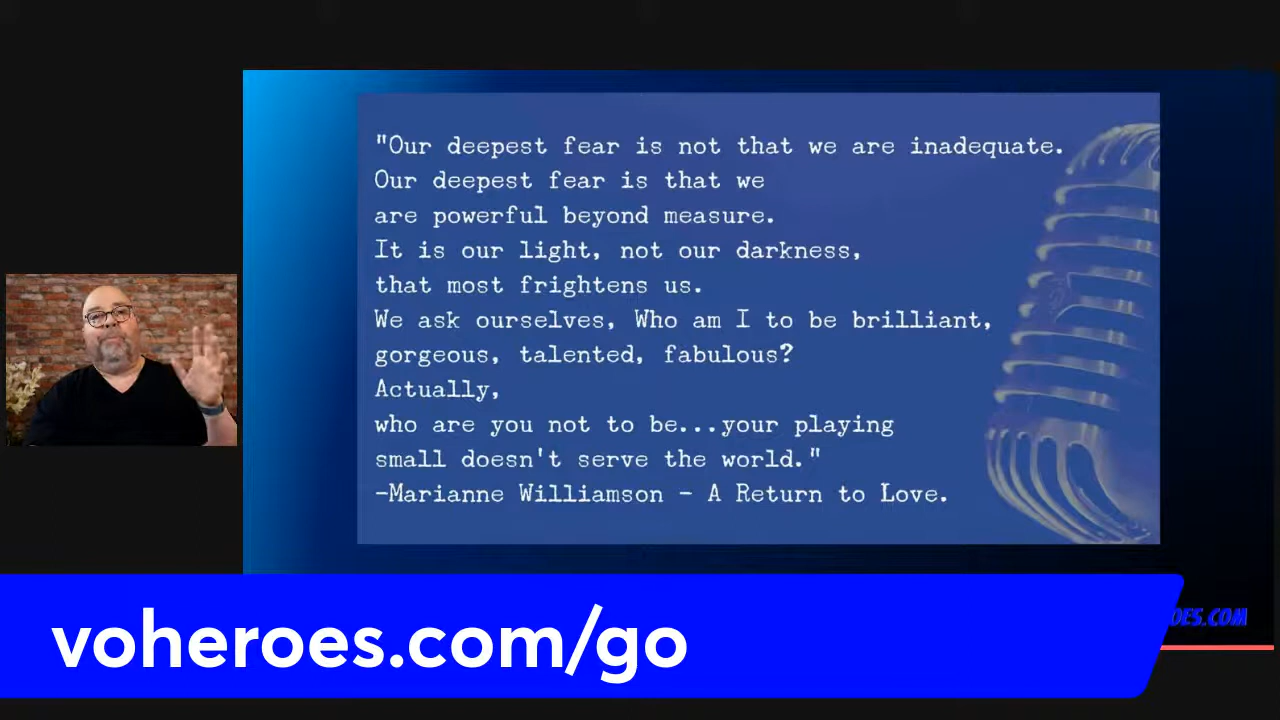 "Our deepest fear is not that we are inadequate.
Our deepest fear is that we
are powerful beyond measure.
It is our light, not our darkness,
that most frightens us.
We ask ourselves, Who am I to be brilliant,
gorgeous, talented, fabulous?
Actually,
who are you not to be...your playing
small doesn't serve the world."
-Marianne Williamson - A Return to Love.
OES.COM
voheroes.com/go